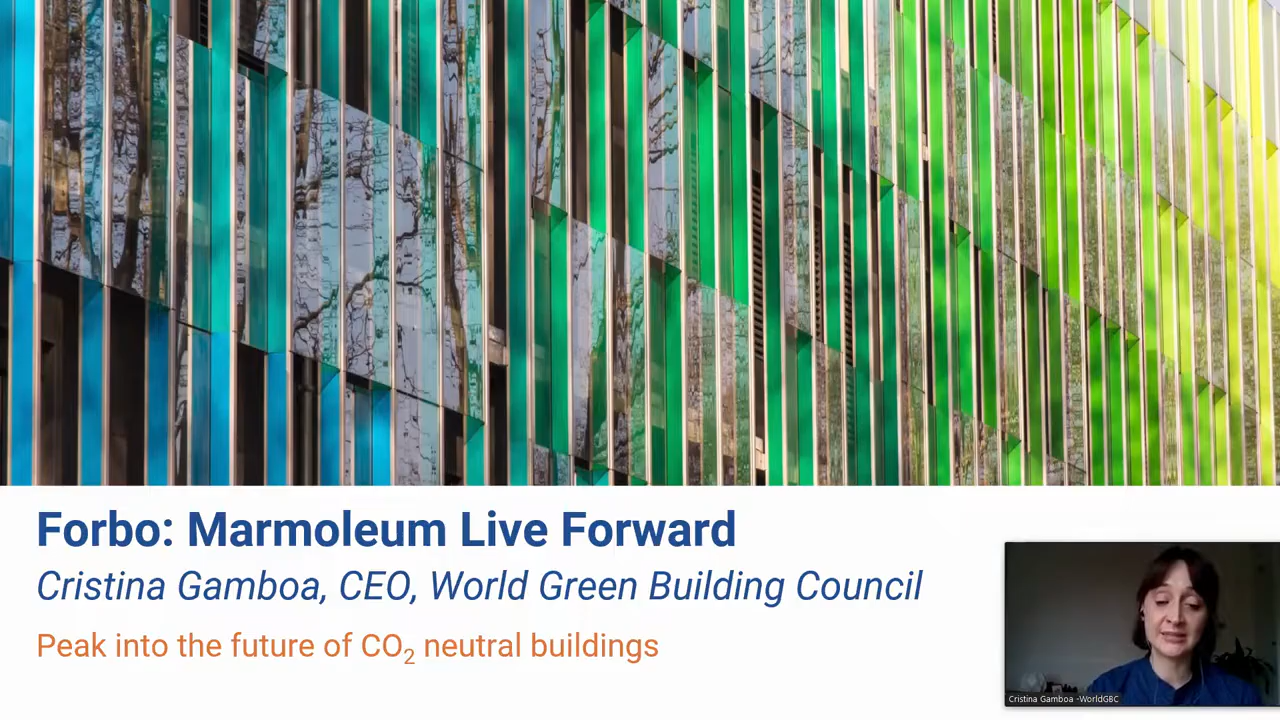 Forbo: Marmoleum Live Forward
Cristina Gamboa, CEO, World Green Building Council
Peak into the future of CO₂ neutral buildings
Cristina Gamboa -WorldGBC